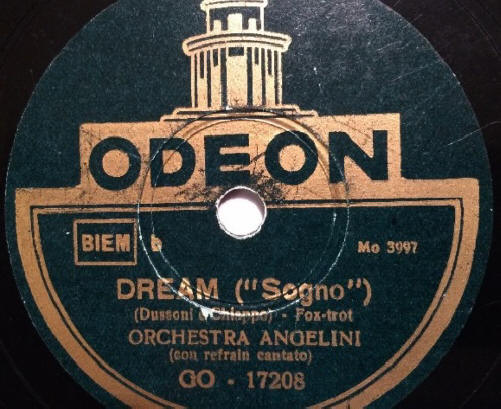 ODEON
BIEM b Mo 3997
DREAM ("Sogno")
(Dussoni & Chiappo) - Fox-trot
ORCHESTRA ANGELINI
(con refrain cantato)
GO - 17208